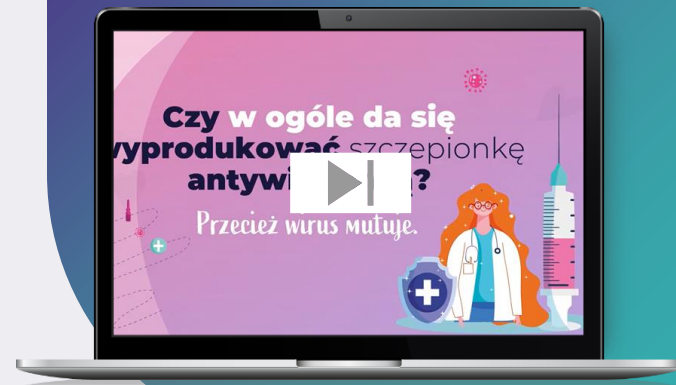 Czy w ogóle da się
wyprodukować szczepionkę
?
Przecież wirus mutuje.